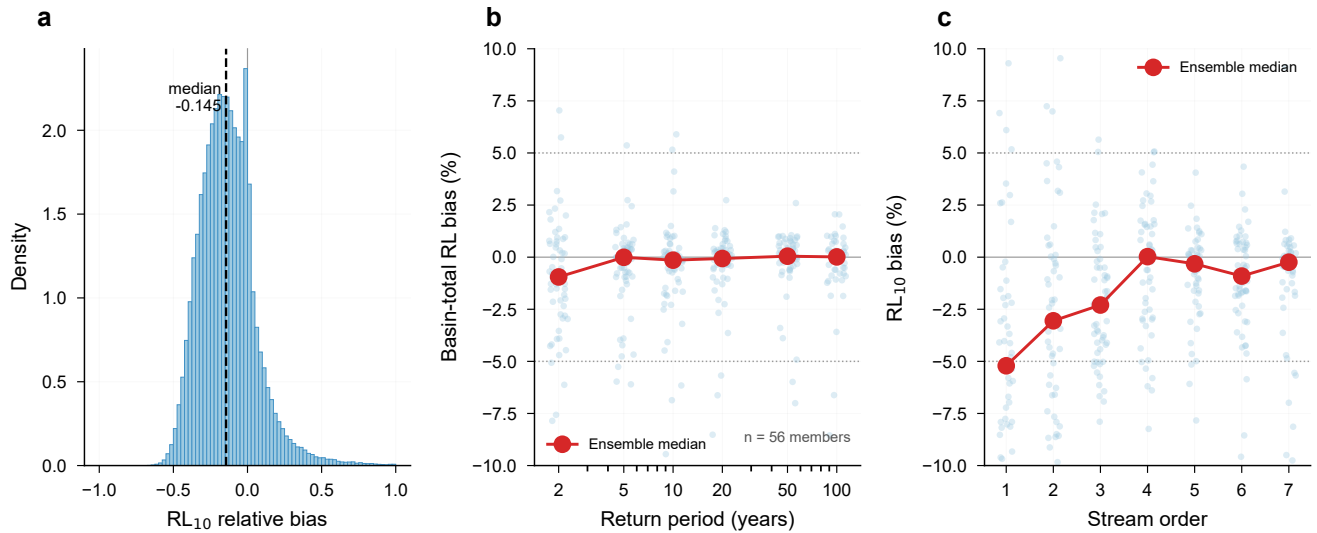 a
median
-0.145
Density
2.0
1.5
1.0
0.5
0.0
−1.0 −0.5 0.0 0.5 1.0
RL₁₀ relative bias
b
Basin-total RL bias (%)
10.0
7.5
5.0
2.5
0.0
−2.5
−5.0
−7.5
−10.0
Ensemble median
n = 56 members
2 5 10 20 50 100
Return period (years)
c
Ensemble median
RL₁₀ bias (%)
10.0
7.5
5.0
2.5
0.0
−2.5
−5.0
−7.5
−10.0
1 2 3 4 5 6 7
Stream order